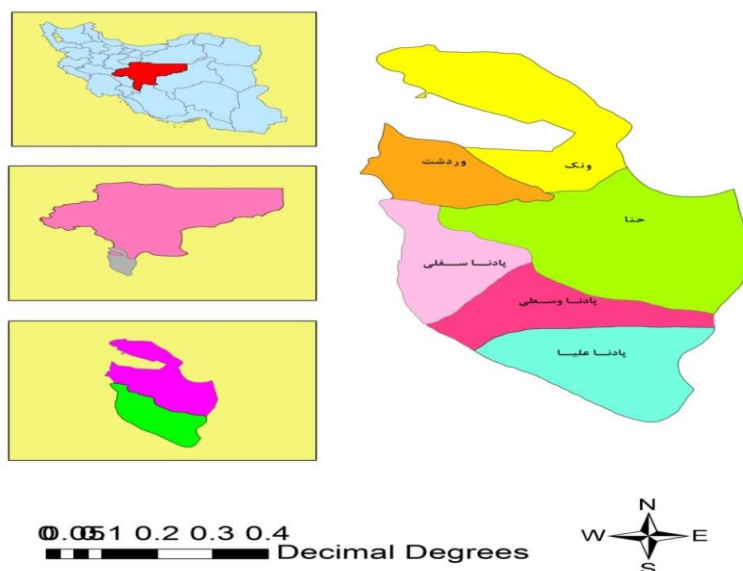 ونک
وردشت
حنا
پادنا سفلی
پادنا وسطی
پادنا علیا
0 0.05 0.1 0.2 0.3 0.4
Decimal Degrees
N
W E
S